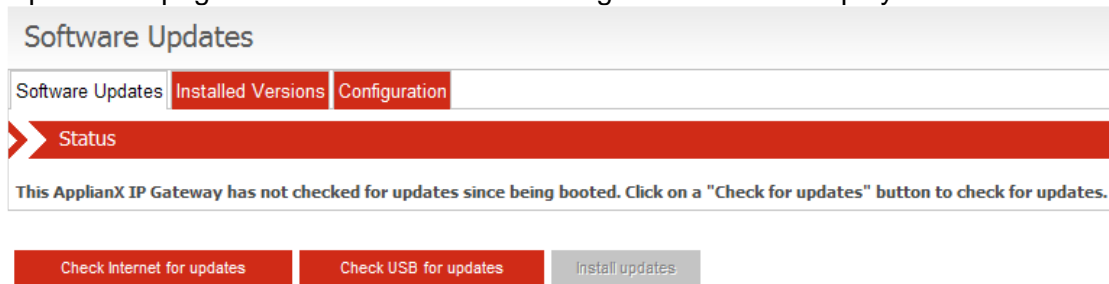 Software Updates
Software Updates Installed Versions Configuration
Status
This ApplianX IP Gateway has not checked for updates since being booted. Click on a "Check for updates" button to check for updates.
Check Internet for updates Check USB for updates Install updates